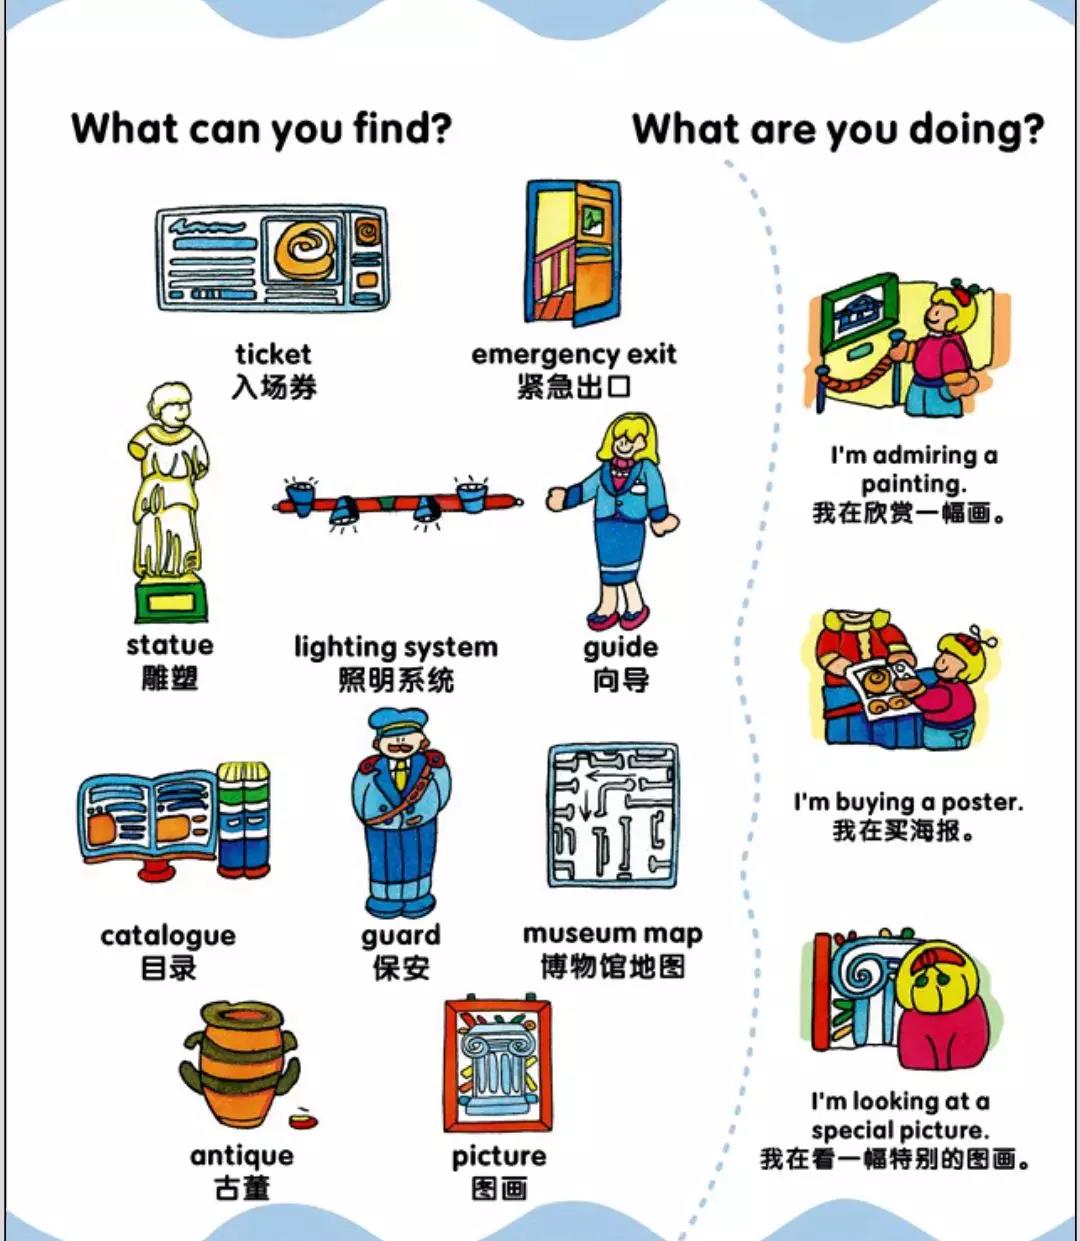 What can you find?
What are you doing?
ticket
入场券
emergency exit
紧急出口
statue
雕塑
lighting system
照明系统
guide
向导
catalogue
目录
guard
保安
museum map
博物馆地图
antique
古董
picture
图画
I'm admiring a
painting.
我在欣赏一幅画。
I'm buying a poster.
我在买海报。
I'm looking at a
special picture.
我在看一幅特别的图画。